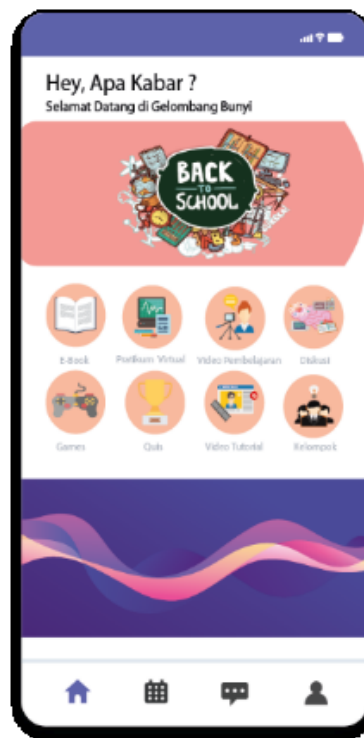 Hey, Apa Kabar ?
Selamat Datang di Gelombang Bunyi
BACK
TO
SCHOOL
E-Book
Video Pembelajaran
Diskusi
Games
Quis
Video Tutorial
Kelompok